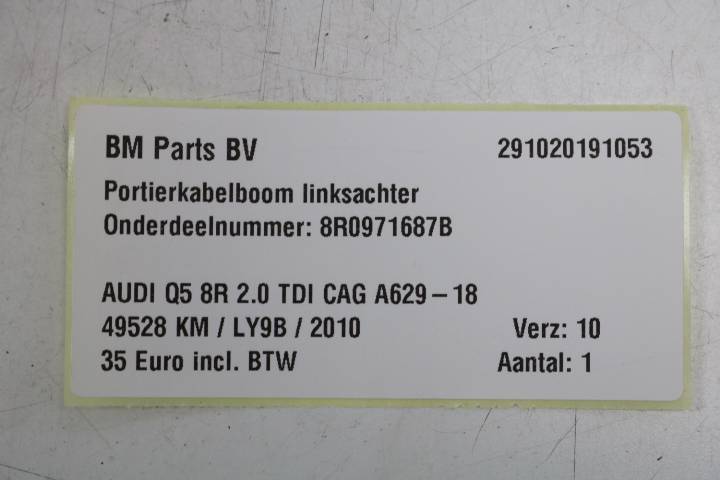 BM Parts BV 291020191053
Portierkabelboom linksachter
Onderdeelnummer: 8R0971687B
AUDI Q5 8R 2.0 TDI CAG A629 – 18
49528 KM / LY9B / 2010 Verz: 10
35 Euro incl. BTW Aantal: 1